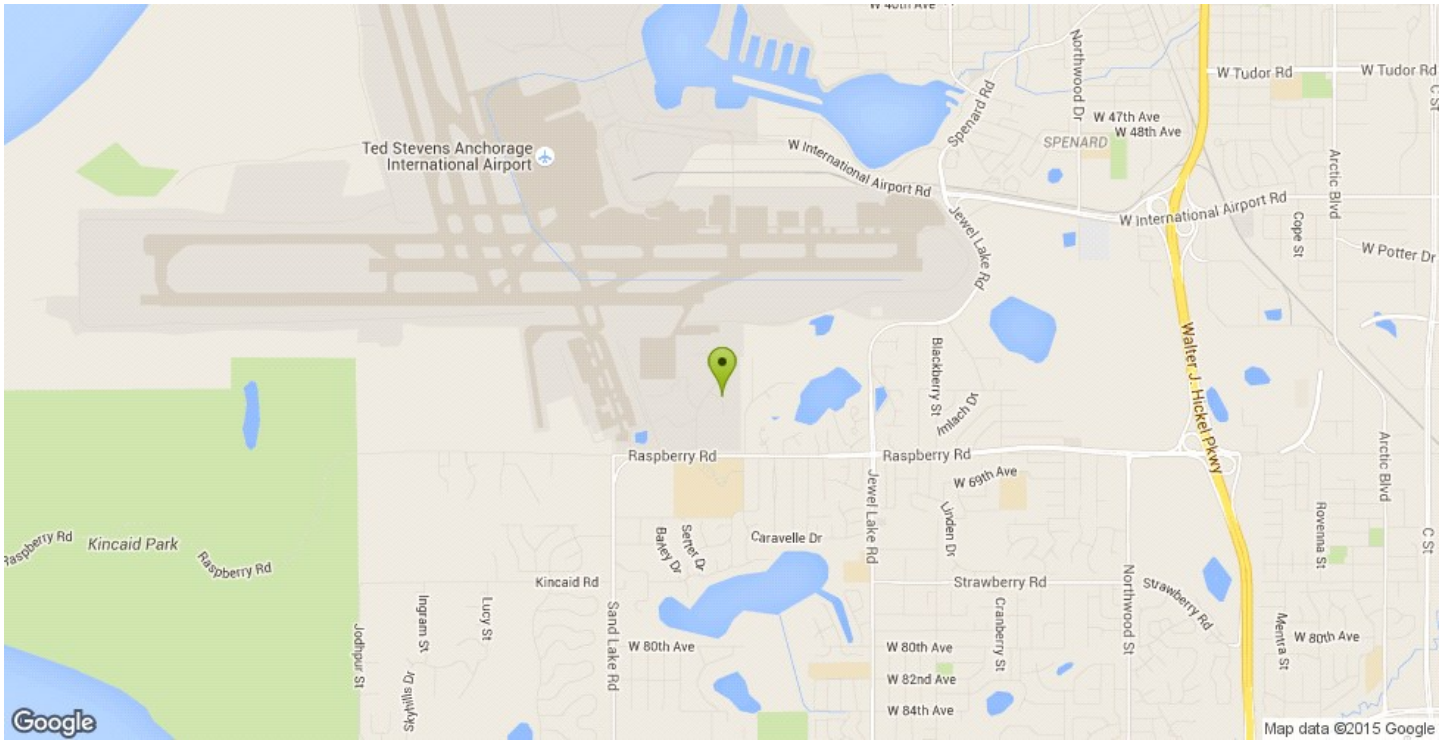 W 40th Ave
Northwood Dr
W Tudor Rd
W Tudor Rd
C St
Spenard Rd
W 47th Ave
W 48th Ave
SPENARD
Ted Stevens Anchorage
International Airport
W International Airport Rd
Arctic Blvd
W International Airport Rd
Cope St
W Potter Dr
Jewel Lake Rd
Blackberry St
Walter J. Hickel Pkwy
Imlach Dr
Raspberry Rd
Raspberry Rd
W 69th Ave
Arctic Blvd
Jewel Lake Rd
Linden Dr
Rovenna St
C St
Raspberry Rd
Kincaid Park
Raspberry Rd
Setter Dr
Barley Dr
Caravelle Dr
Kincaid Rd
Strawberry Rd
Northwood St
Strawberry Rd
Ingram St
Lucy St
Sand Lake Rd
Cranberry St
Mentra St
W 80th Ave
W 80th Ave
W 80th Ave
Jodhpur St
Skyhills Dr
W 82nd Ave
W 84th Ave
Google
Map data ©2015 Google